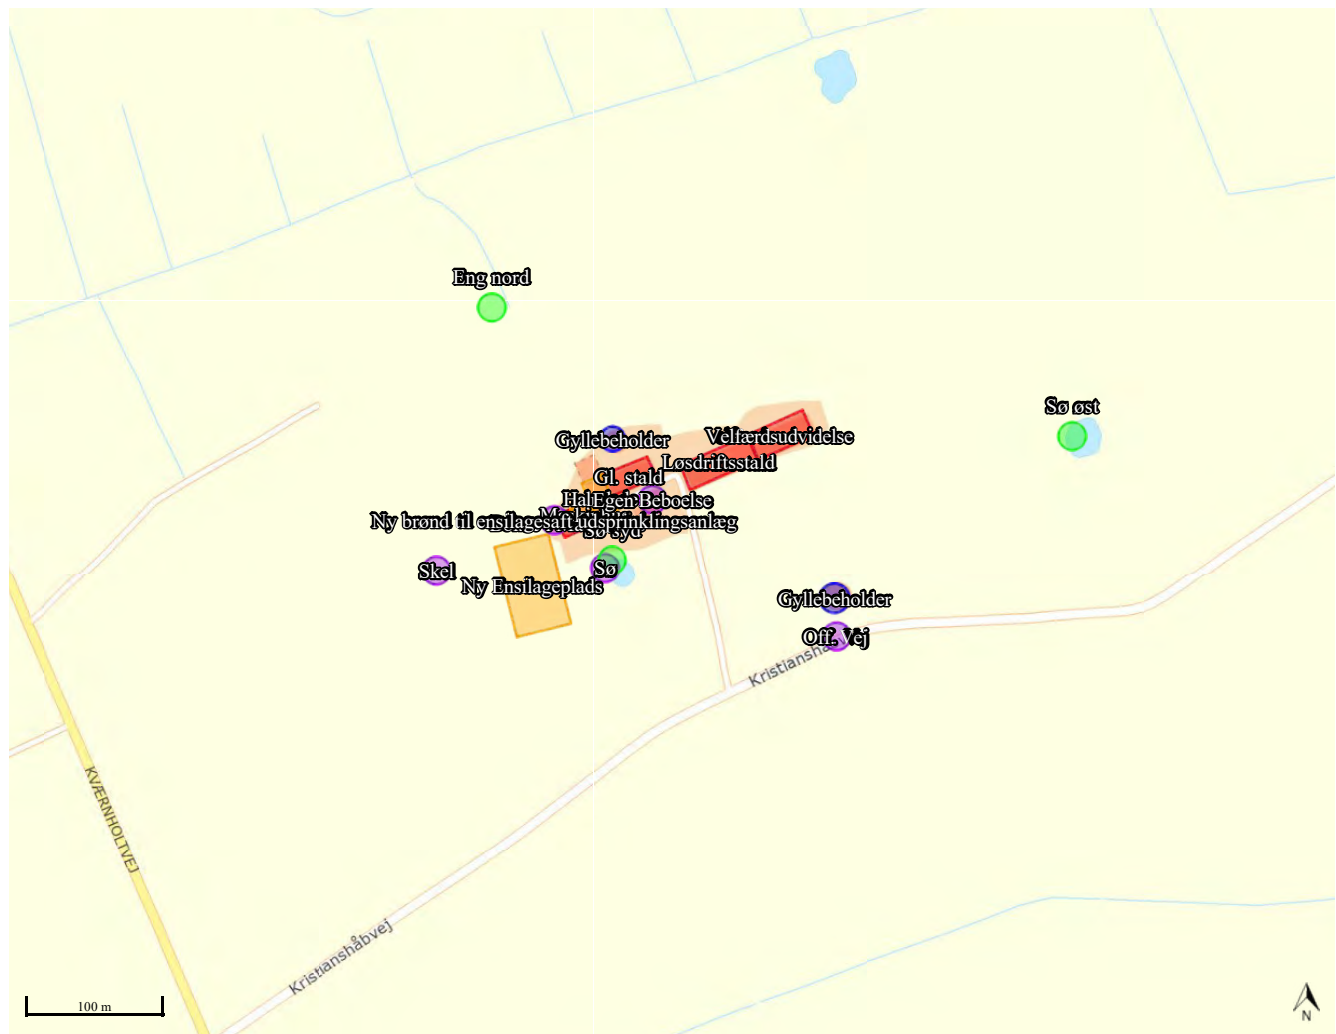 Eng nord
Sø øst
Gyllebeholder
Velfærdsudvidelse
Løsdriftsstald
Gl. stald
Egen Beboelse
Ny brønd til ensilagesaft udsprinklingsanlæg
Sø syd
Sø
Skel
Ny Ensilageplads
Gyllebeholder
Off. Vej
Kristianshåbvej
KVÆRNHOLTVEJ
100 m
N